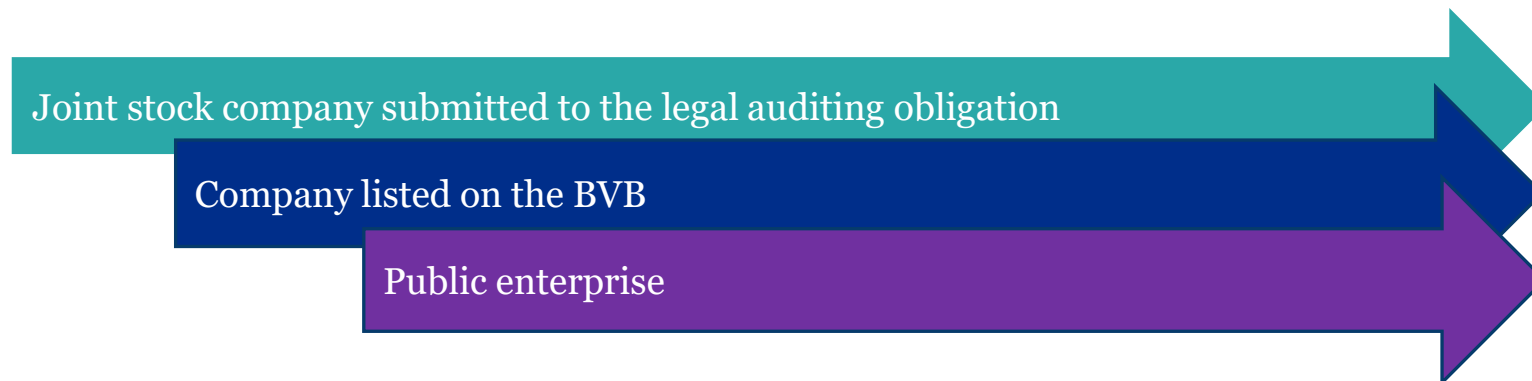 Joint stock company submitted to the legal auditing obligation
Company listed on the BVB
Public enterprise